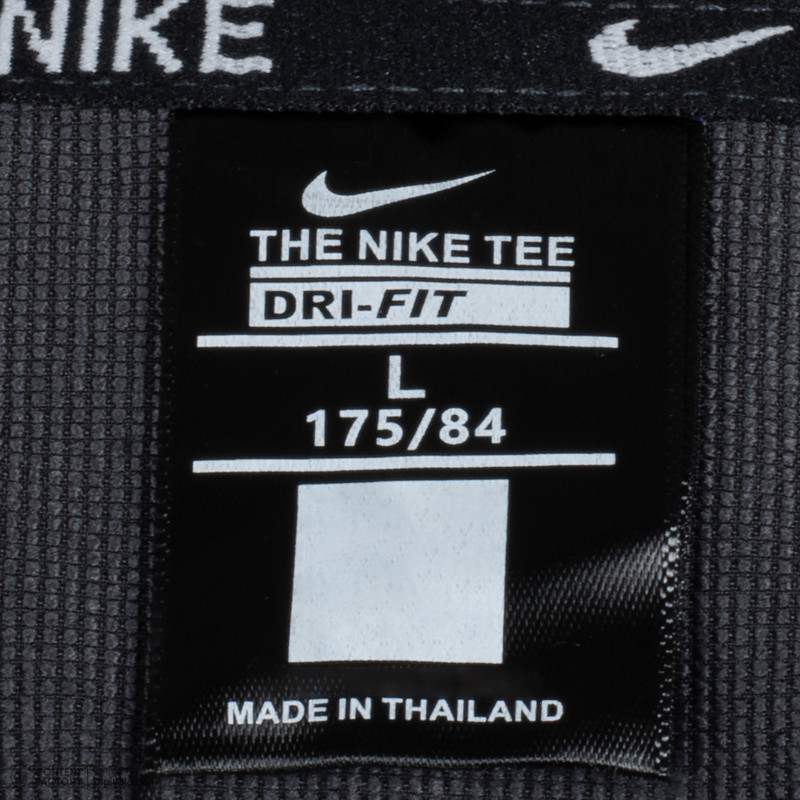 NIKE
THE NIKE TEE
DRI-FIT
L
175/84
MADE IN THAILAND